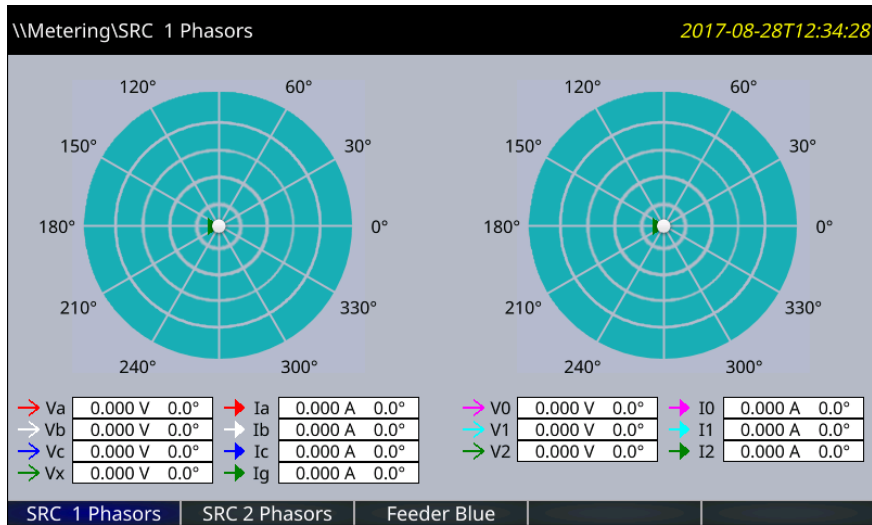 \\Metering\SRC 1 Phasors 2017-08-28T12:34:28
120° 60° 120° 60°
150° 30° 150° 30°
180° 0° 180° 0°
210° 330° 210° 330°
240° 300° 240° 300°
Va 0.000 V 0.0° Ia 0.000 A 0.0° V0 0.000 V 0.0° I0 0.000 A 0.0°
Vb 0.000 V 0.0° Ib 0.000 A 0.0° V1 0.000 V 0.0° I1 0.000 A 0.0°
Vc 0.000 V 0.0° Ic 0.000 A 0.0° V2 0.000 V 0.0° I2 0.000 A 0.0°
Vx 0.000 V 0.0° Ig 0.000 A 0.0°
SRC 1 Phasors SRC 2 Phasors Feeder Blue